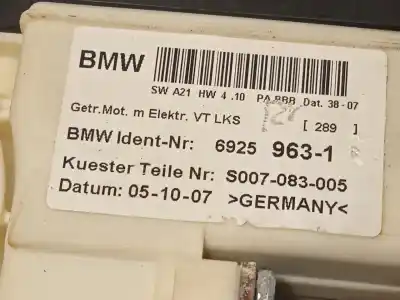 BMW
SW A21 HW 4.10 PA BBB Dat. 38-07
Getr.Mot. m Elektr. VT LKS [ 289 ]
BMW Ident-Nr: 6925 963-1
Kuester Teile Nr: S007-083-005
Datum: 05-10-07 >GERMANY<